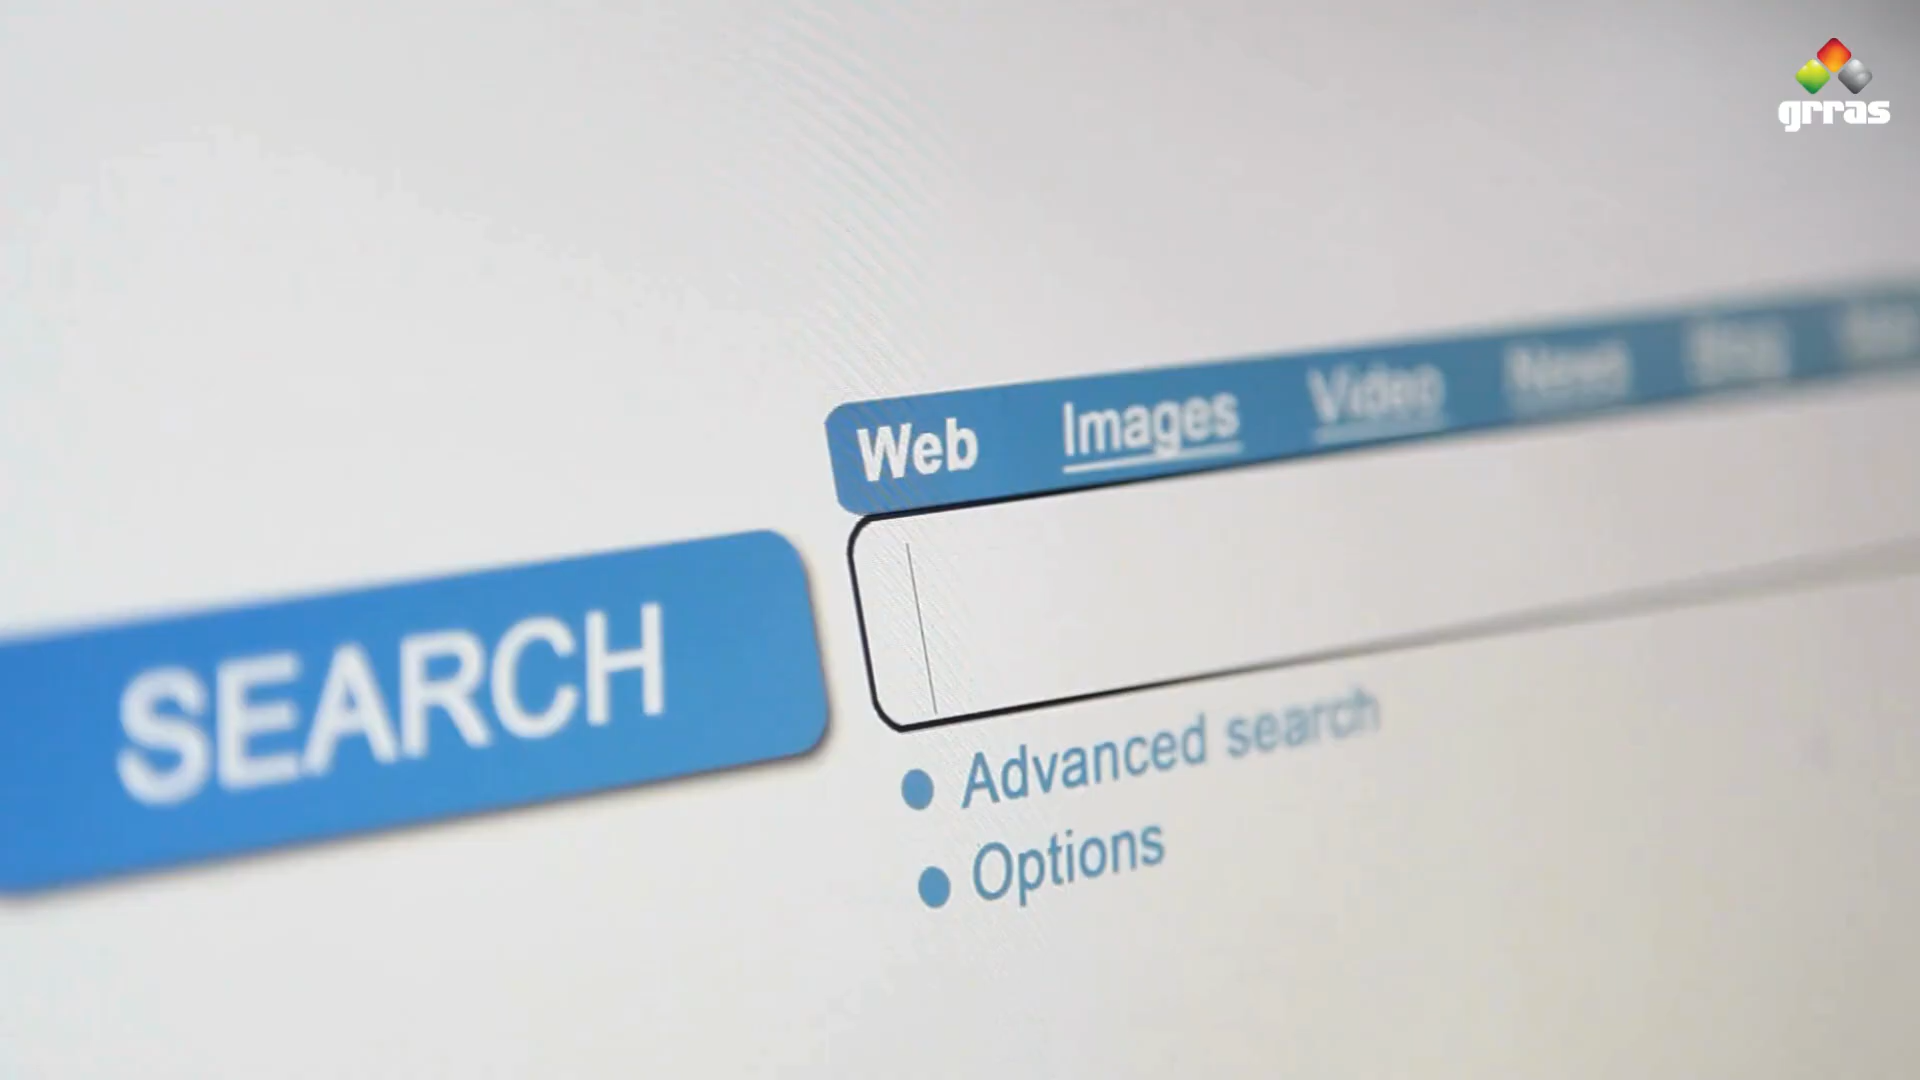 grras
Web Images Video News
SEARCH
Advanced search
Options